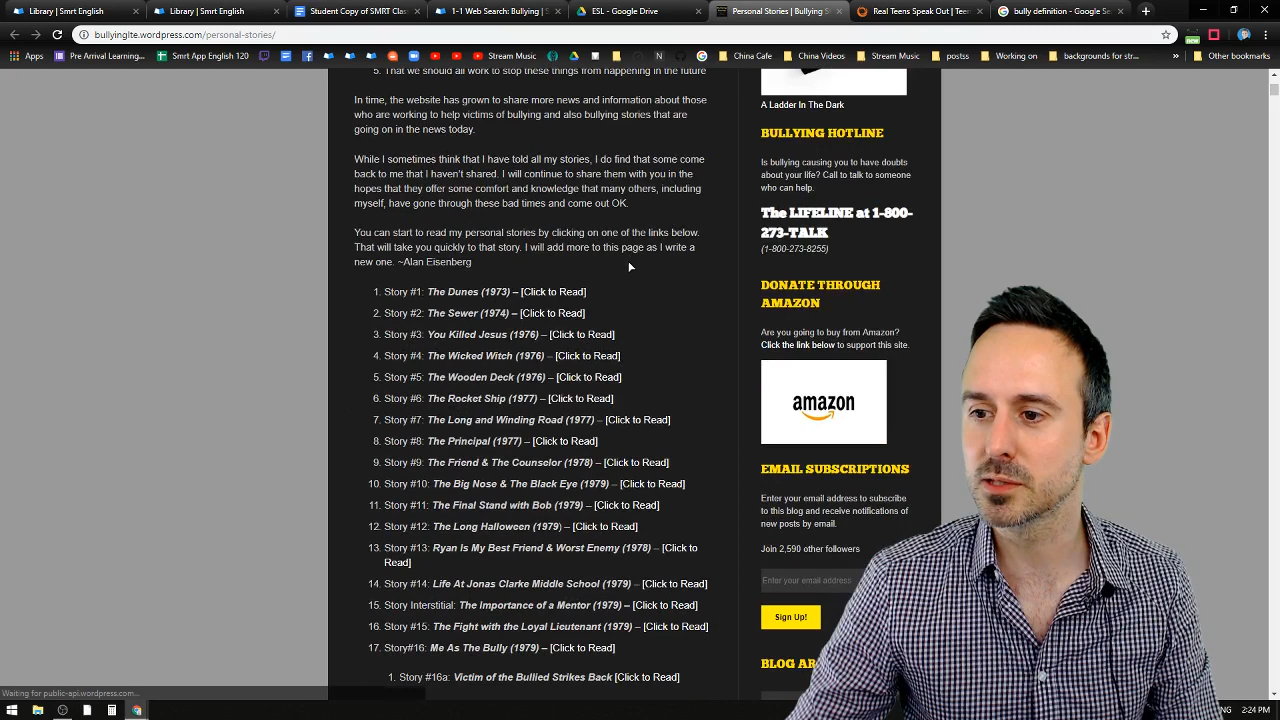 Library | Smrt English
Library | Smrt English
Student Copy of SMRT Clas
1-1 Web Search: Bullying | S
ESL - Google Drive
Personal Stories | Bullying S
Real Teens Speak Out | Teen
bully definition - Google Se
bullyinglte.wordpress.com/personal-stories/
Apps
Pre Arrival Learning...
Smrt App English 120
Stream Music
China Cafe
China Videos
Stream Music
postss
Working on
backgrounds for str...
Other bookmarks
5. That we should all work to stop these things from happening in the future
In time, the website has grown to share more news and information about those
who are working to help victims of bullying and also bullying stories that are
going on in the news today.
While I sometimes think that I have told all my stories, I do find that some come
back to me that I haven't shared. I will continue to share them with you in the
hopes that they offer some comfort and knowledge that many others, including
myself, have gone through these bad times and come out OK.
You can start to read my personal stories by clicking on one of the links below.
That will take you quickly to that story. I will add more to this page as I write a
new one. ~Alan Eisenberg
1. Story #1: The Dunes (1973) – [Click to Read]
2. Story #2: The Sewer (1974) – [Click to Read]
3. Story #3: You Killed Jesus (1976) – [Click to Read]
4. Story #4: The Wicked Witch (1976) – [Click to Read]
5. Story #5: The Wooden Deck (1976) – [Click to Read]
6. Story #6: The Rocket Ship (1977) – [Click to Read]
7. Story #7: The Long and Winding Road (1977) – [Click to Read]
8. Story #8: The Principal (1977) – [Click to Read]
9. Story #9: The Friend & The Counselor (1978) – [Click to Read]
10. Story #10: The Big Nose & The Black Eye (1979) – [Click to Read]
11. Story #11: The Final Stand with Bob (1979) – [Click to Read]
12. Story #12: The Long Halloween (1979) – [Click to Read]
13. Story #13: Ryan Is My Best Friend & Worst Enemy (1978) – [Click to
Read]
14. Story #14: Life At Jonas Clarke Middle School (1979) – [Click to Read]
15. Story Interstitial: The Importance of a Mentor (1979) – [Click to Read]
16. Story #15: The Fight with the Loyal Lieutenant (1979) – [Click to Read]
17. Story#16: Me As The Bully (1979) – [Click to Read]
1. Story #16a: Victim of the Bullied Strikes Back [Click to Read]
A Ladder In The Dark
BULLYING HOTLINE
Is bullying causing you to have doubts
about your life? Call to talk to someone
who can help.
The LIFELINE at 1-800-
273-TALK
(1-800-273-8255)
DONATE THROUGH
AMAZON
Are you going to buy from Amazon?
Click the link below to support this site.
amazon
EMAIL SUBSCRIPTIONS
Enter your email address to subscribe
to this blog and receive notifications of
new posts by email.
Join 2,590 other followers
Enter your email address
Sign Up!
BLOG AR
Waiting for public-api.wordpress.com...
NG
2:24 PM